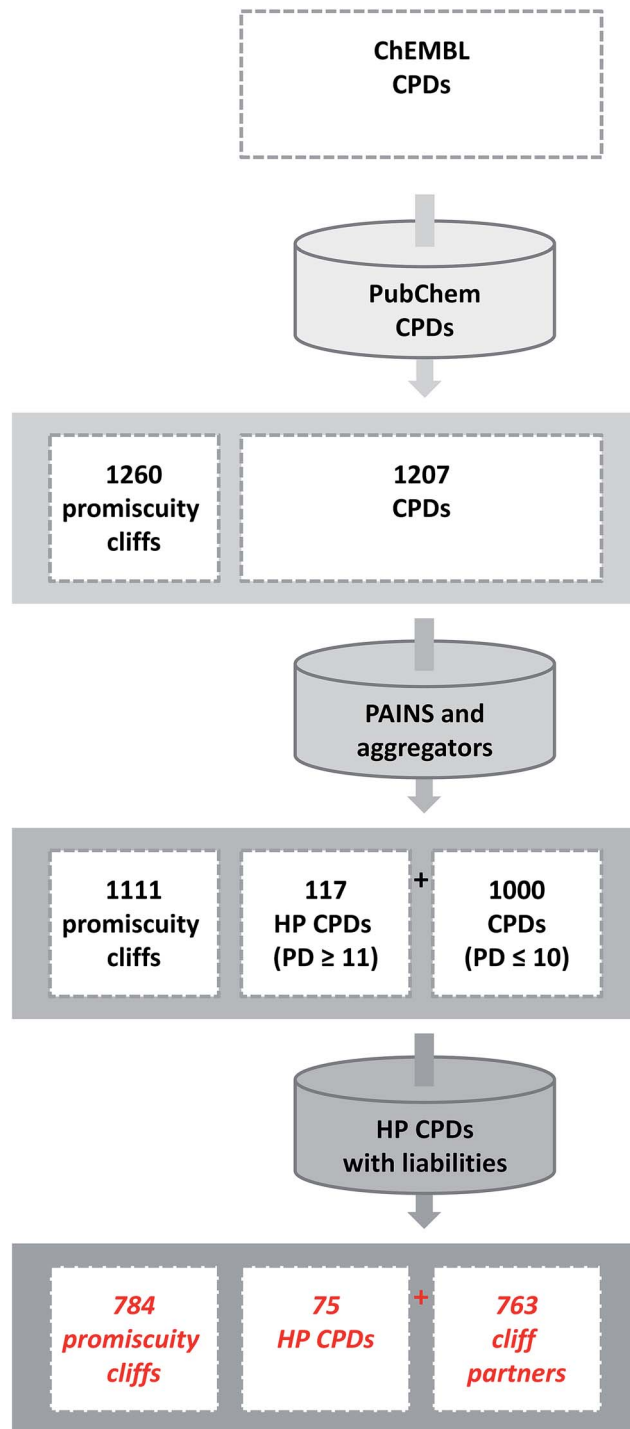 ChEMBL
CPDs
PubChem
CPDs
1260
promiscuity
cliffs
1207
CPDs
PAINS and
aggregators
1111
promiscuity
cliffs
117
HP CPDs
(PD ≥ 11)
+
1000
CPDs
(PD ≤ 10)
HP CPDs
with liabilities
784
promiscuity
cliffs
75
HP CPDs
+
763
cliff
partners